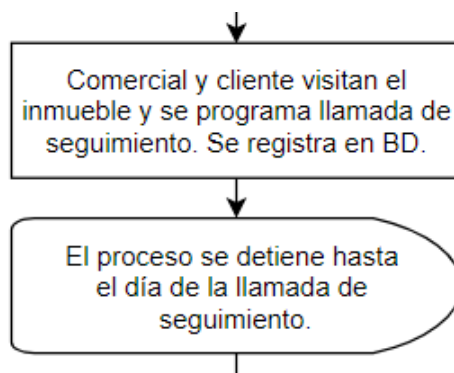 Comercial y cliente visitan el
inmueble y se programa llamada de
seguimiento. Se registra en BD.
El proceso se detiene hasta
el día de la llamada de
seguimiento.